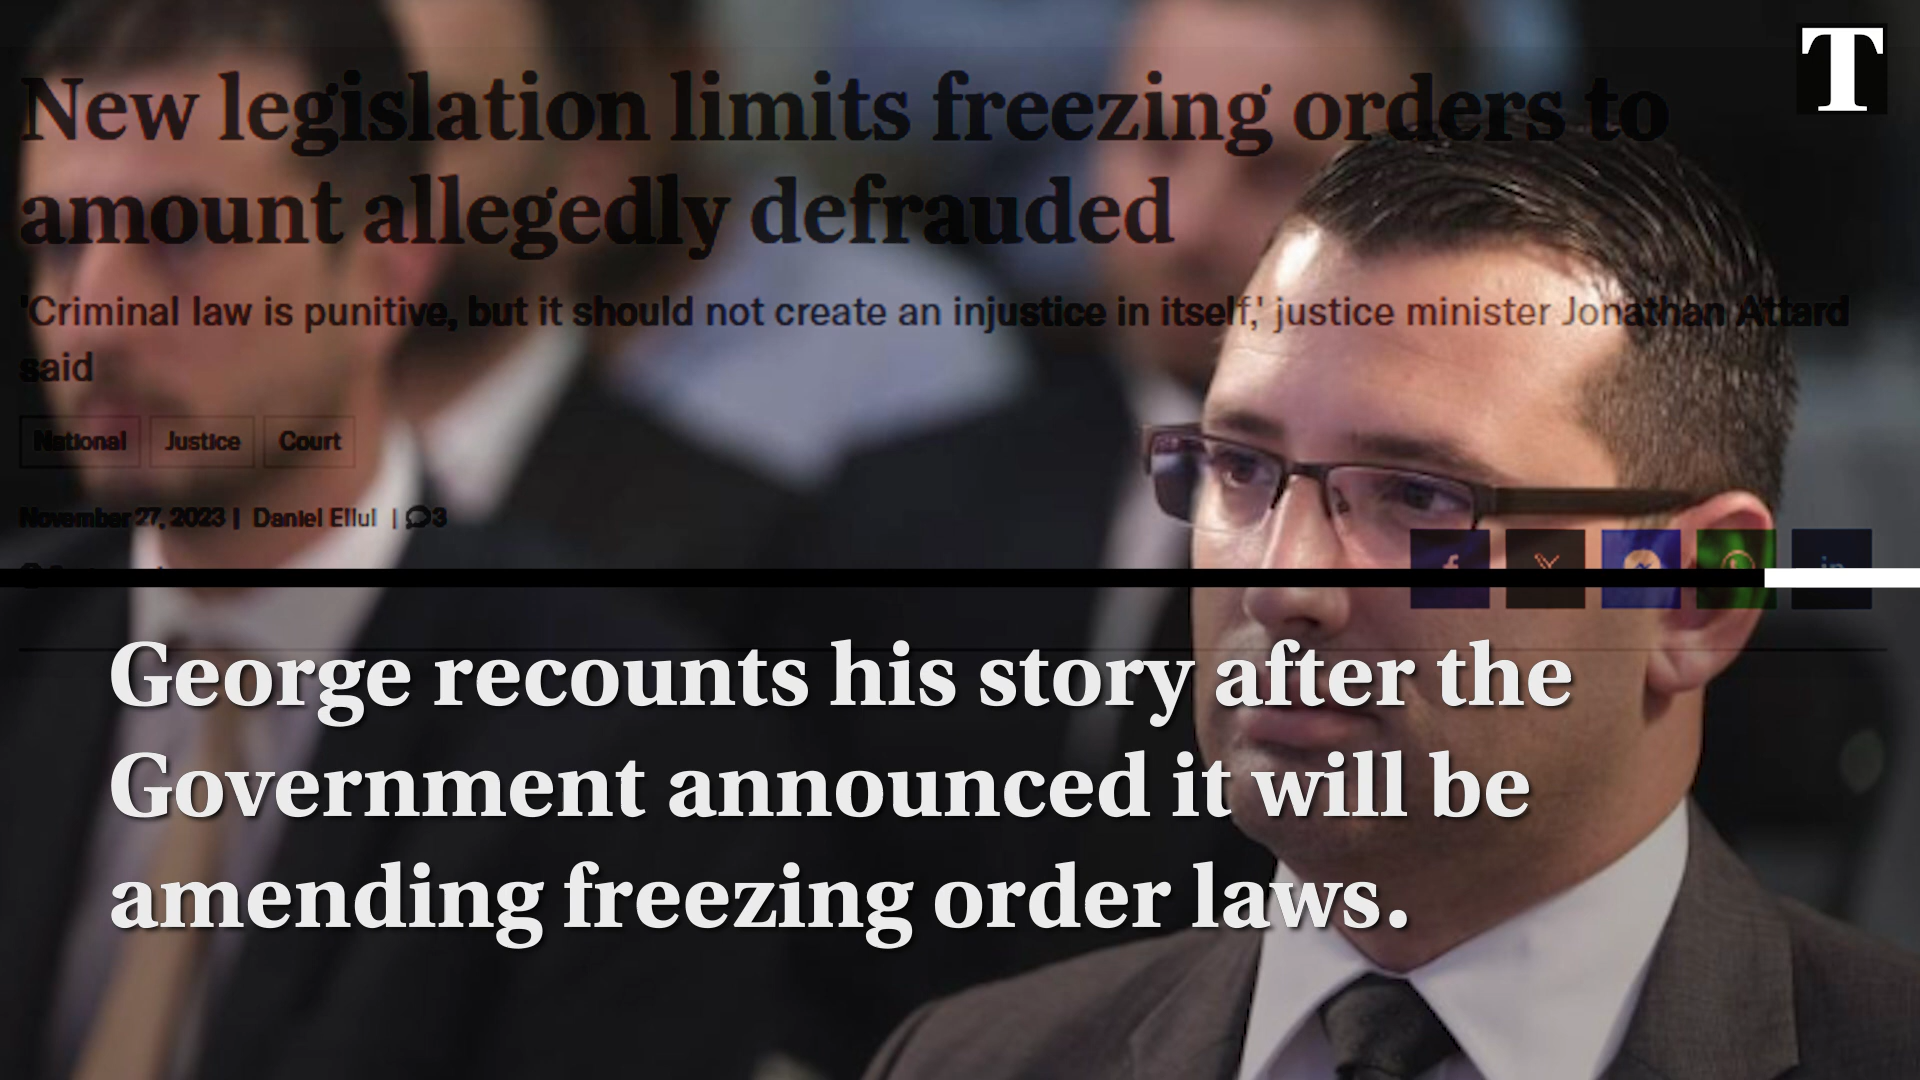 T
New legislation limits freezing orders to
amount allegedly defrauded
'Criminal law is punitive, but it should not create an injustice in itself,' justice minister Jonathan Attard
said
National Justice Court
November 27, 2023 | Daniel Ellul | 3
in
George recounts his story after the
Government announced it will be
amending freezing order laws.